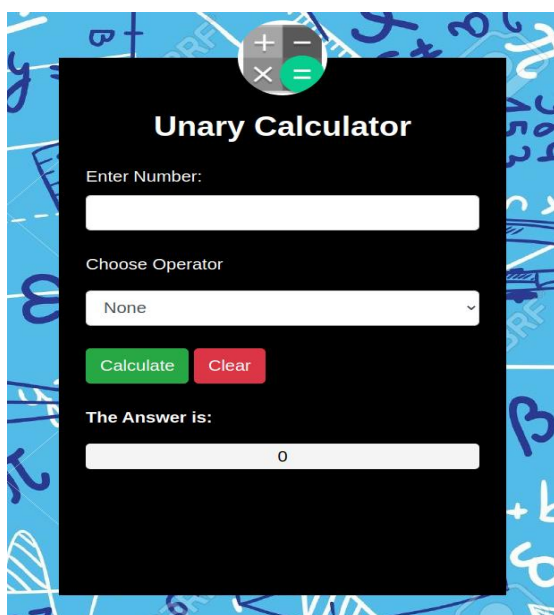 Unary Calculator
Enter Number:
Choose Operator
None
Calculate Clear
The Answer is:
0